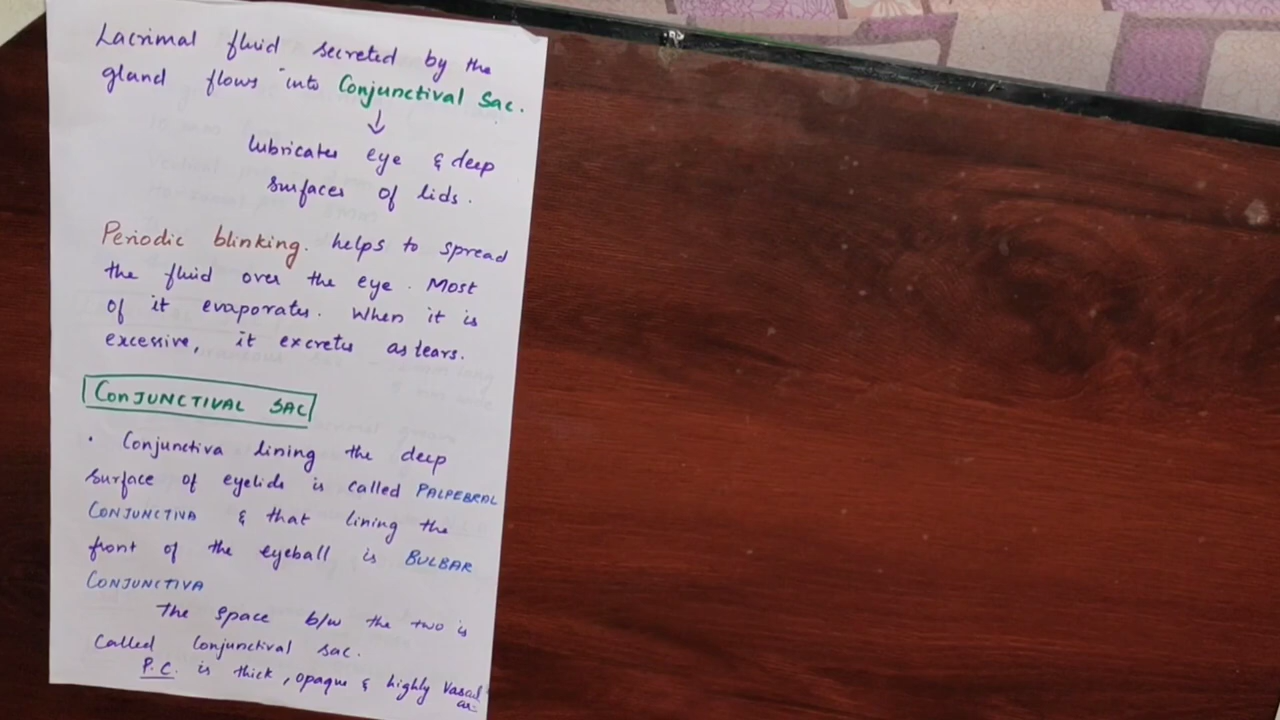 Lacrimal fluid secreted by the
gland flows into Conjunctival Sac.
↓
lubricates eye & deep
surfaces of lids.
Periodic blinking. helps to spread
the fluid over the eye. Most
of it evaporates. When it is
excessive, it excretes as tears.
CONJUNCTIVAL SAC
• Conjunctiva lining the deep
surface of eyelids is called PALPEBRAL
CONJUNCTIVA & that lining the
front of the eyeball is BULBAR
CONJUNCTIVA
The space b/w the two is
called Conjunctival sac.
P.C. is thick, opaque & highly Vascul
ar